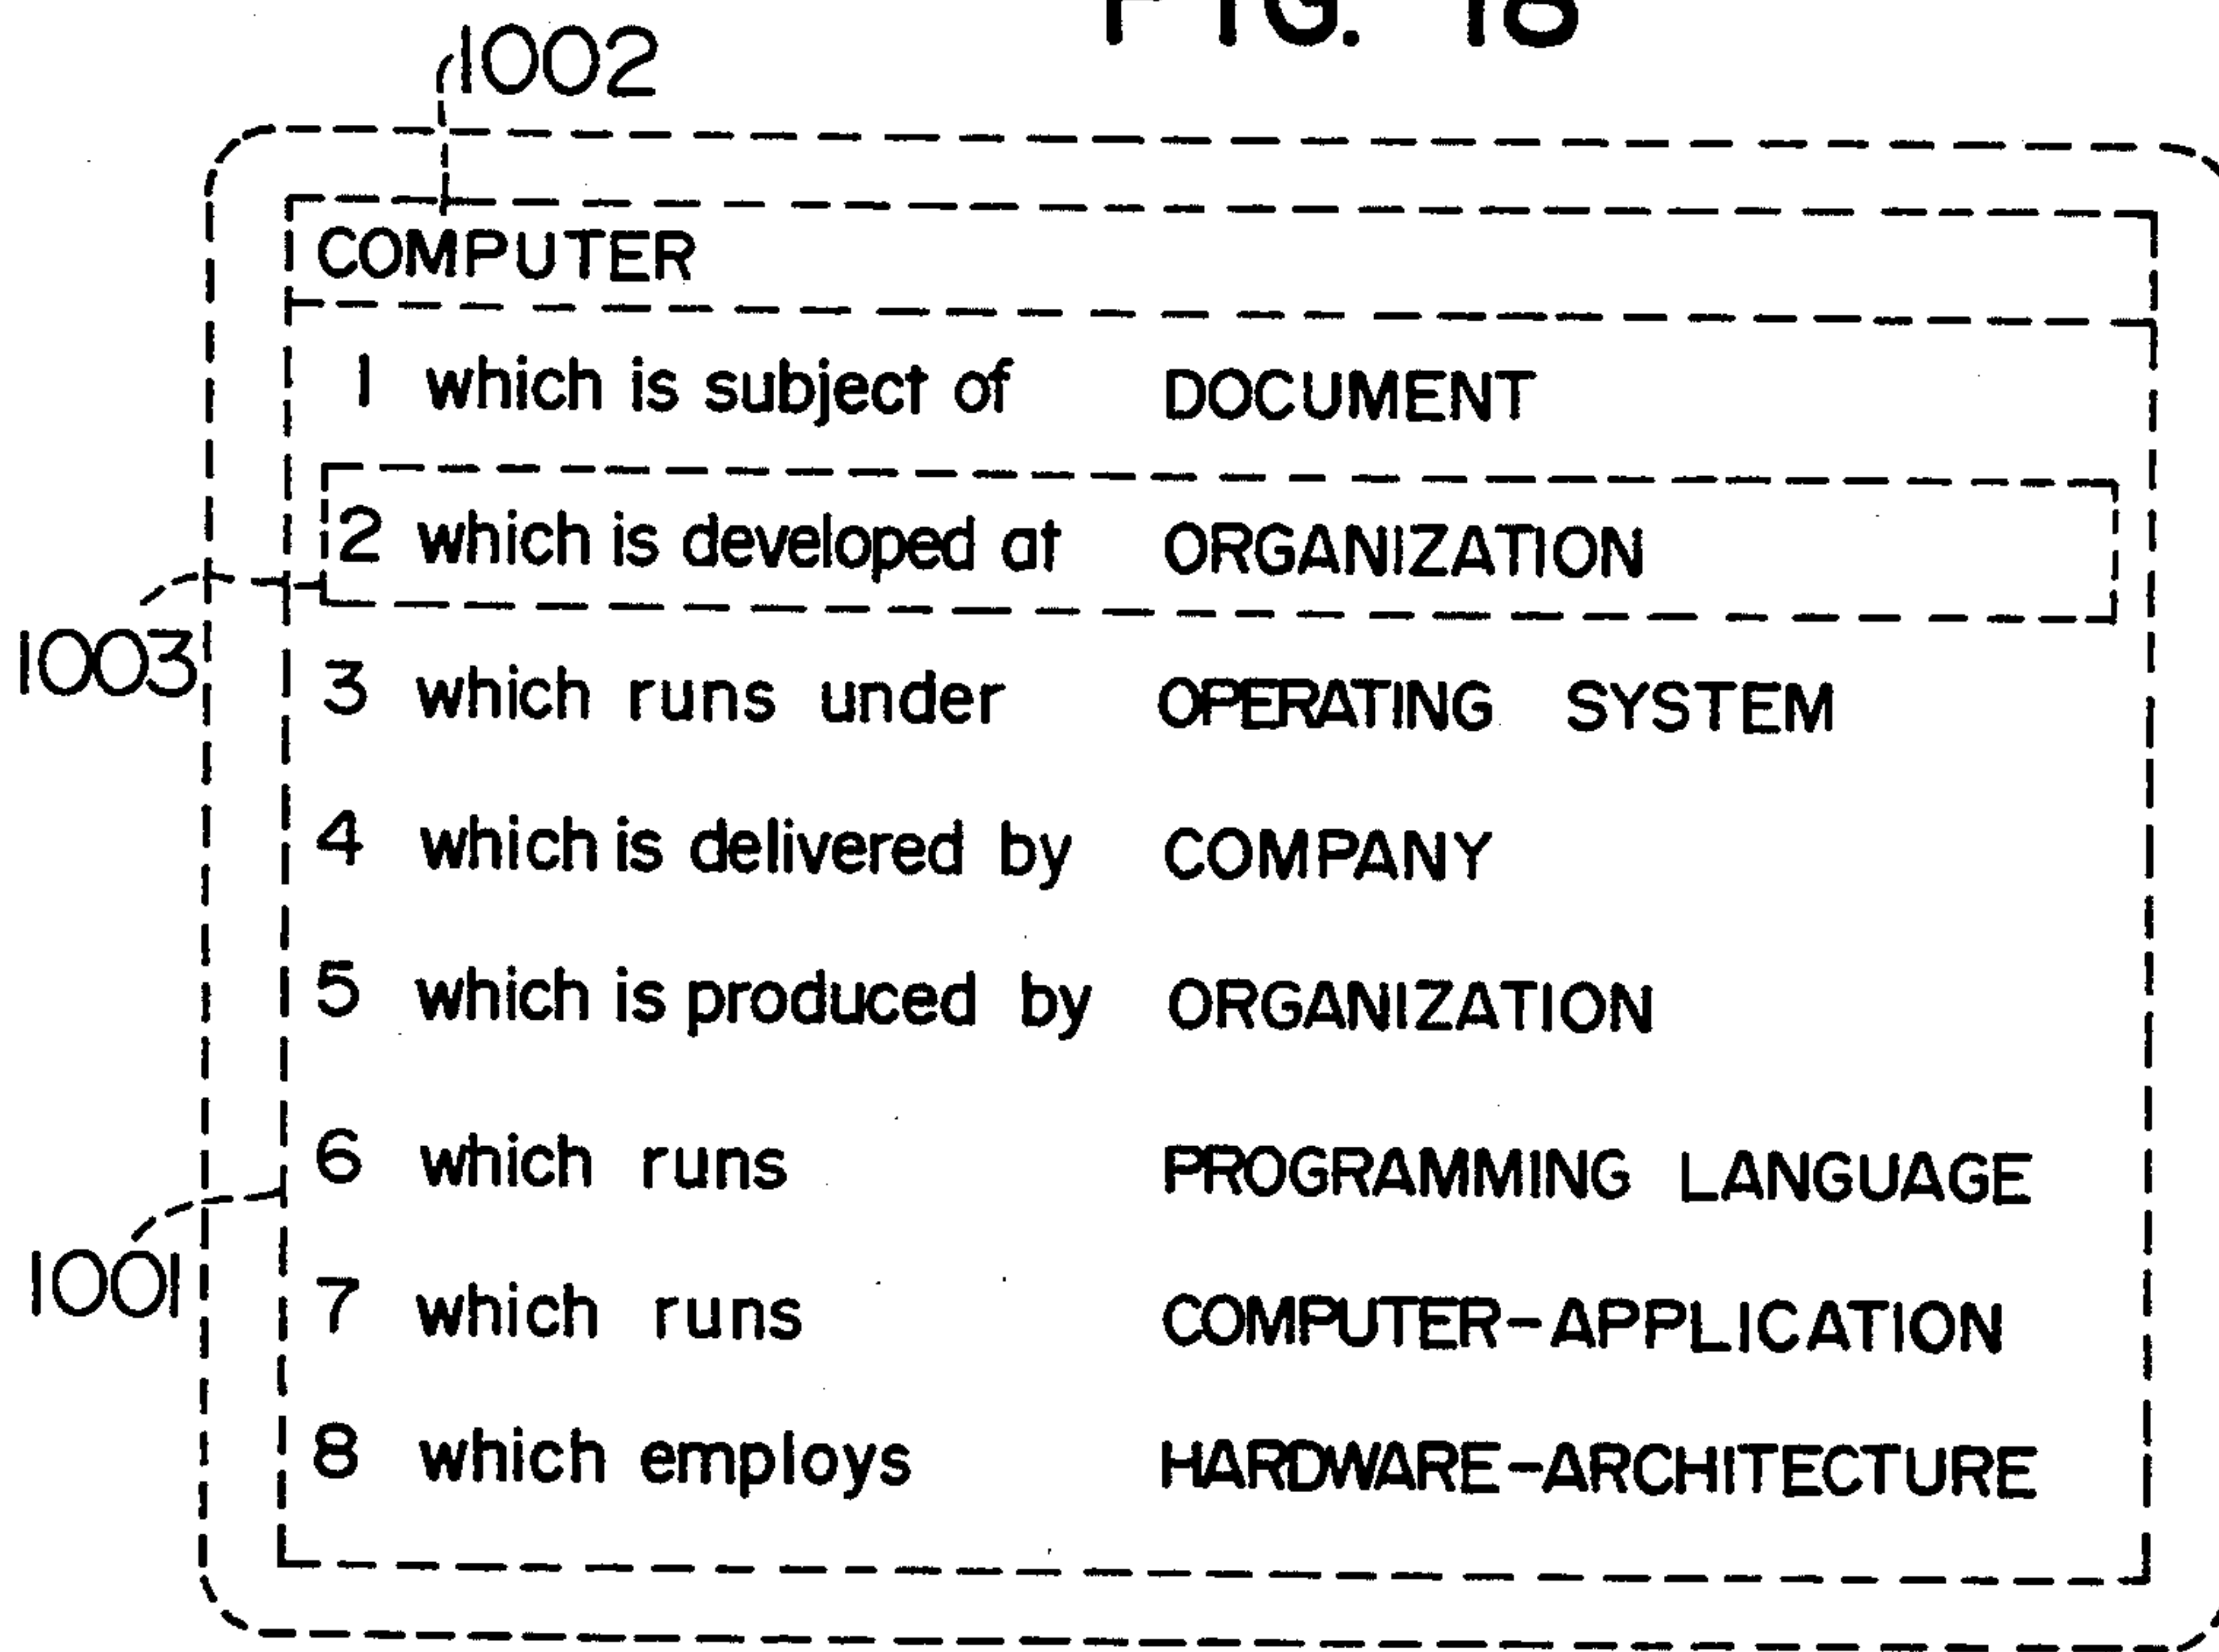 FIG. 18
1002
COMPUTER
1 which is subject of DOCUMENT
2 which is developed at ORGANIZATION
1003
3 which runs under OPERATING SYSTEM
4 which is delivered by COMPANY
5 which is produced by ORGANIZATION
6 which runs PROGRAMMING LANGUAGE
1001
7 which runs COMPUTER-APPLICATION
8 which employs HARDWARE-ARCHITECTURE